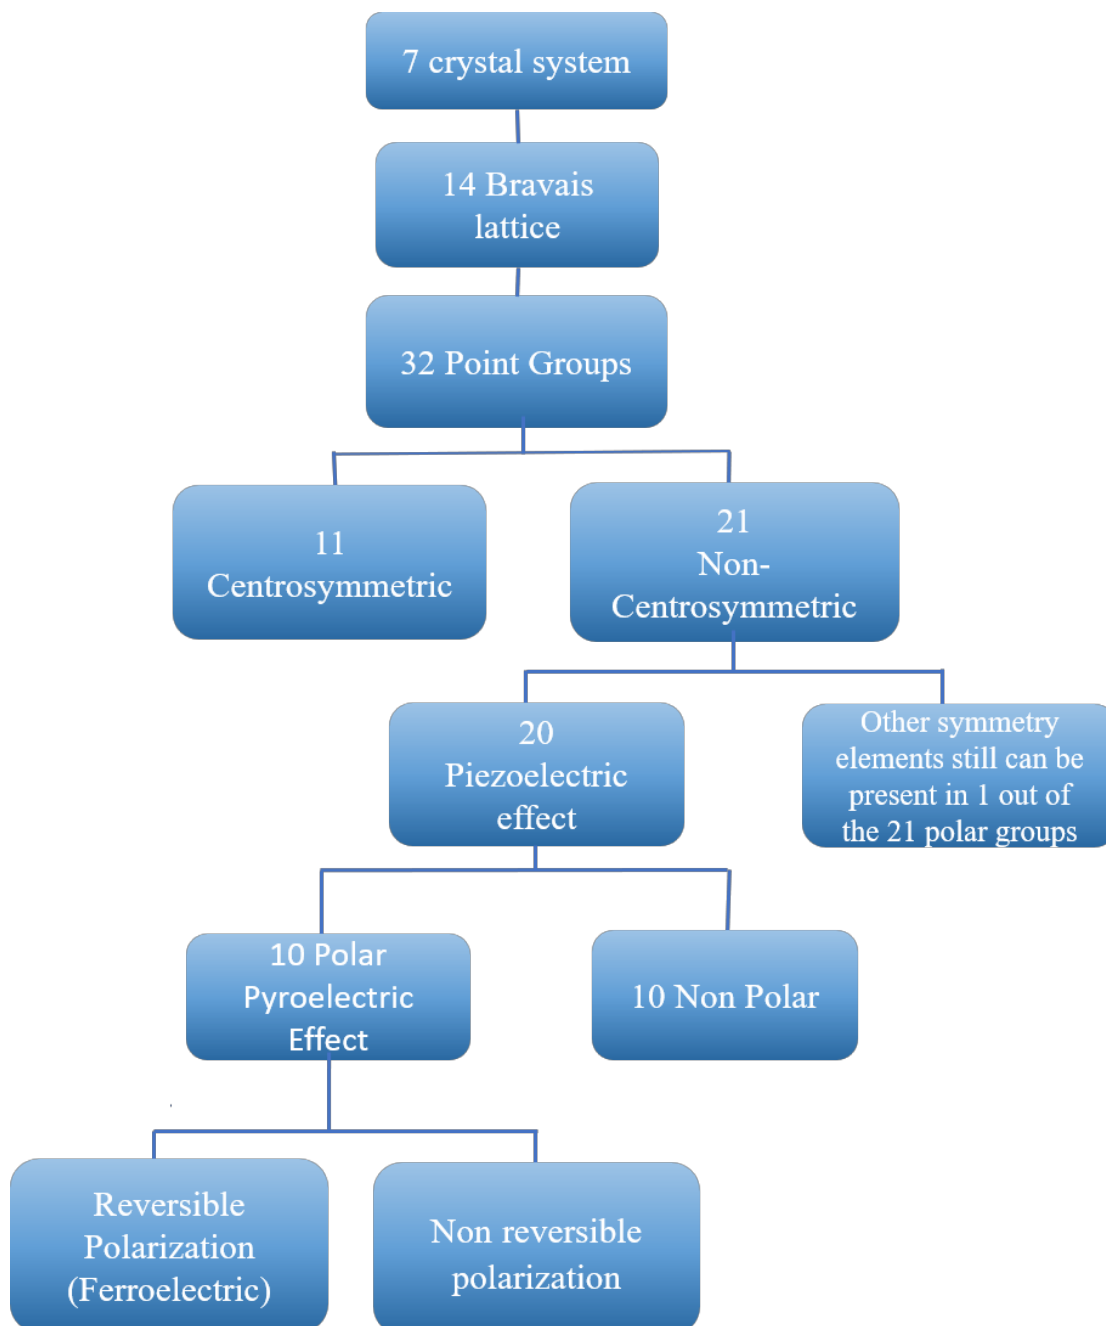 7 crystal system
14 Bravais
lattice
32 Point Groups
11
Centrosymmetric
21
Non-
Centrosymmetric
20
Piezoelectric
effect
Other symmetry
elements still can be
present in 1 out of
the 21 polar groups
10 Polar
Pyroelectric
Effect
10 Non Polar
Reversible
Polarization
(Ferroelectric)
Non reversible
polarization